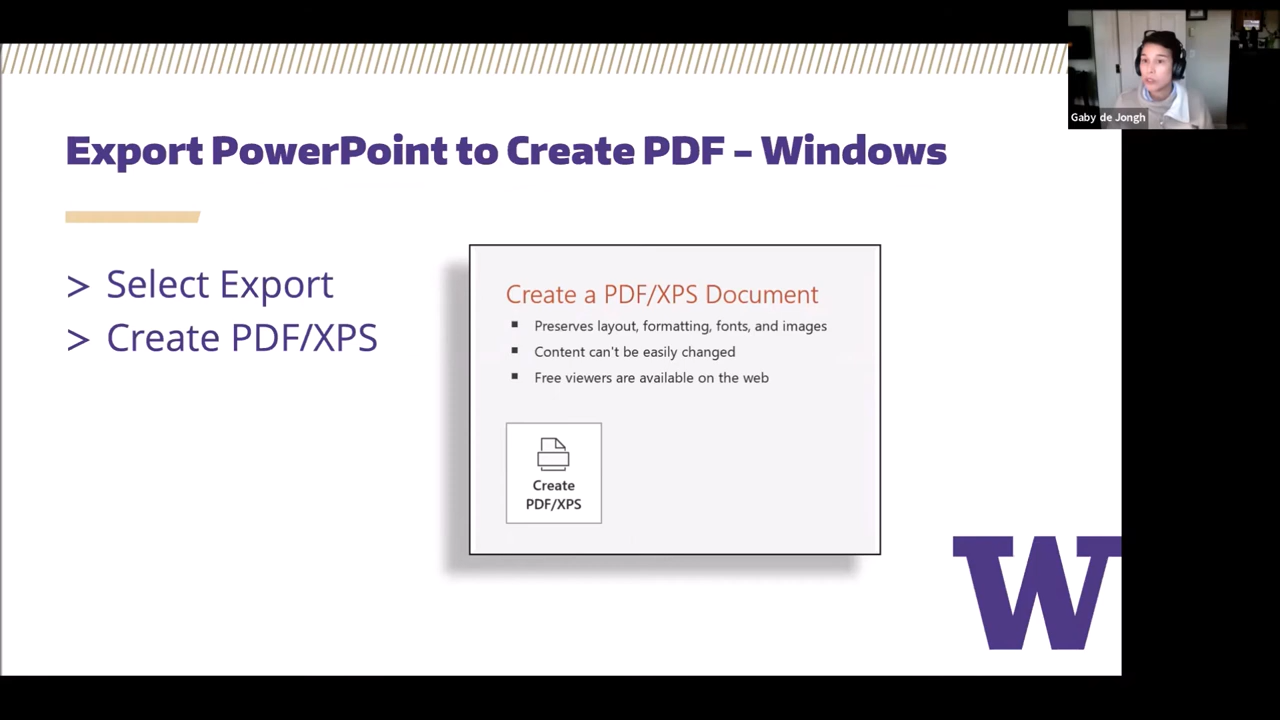 Gaby de Jongh
Export PowerPoint to Create PDF – Windows
> Select Export
> Create PDF/XPS
Create a PDF/XPS Document
▪ Preserves layout, formatting, fonts, and images
▪ Content can't be easily changed
▪ Free viewers are available on the web
Create
PDF/XPS
W